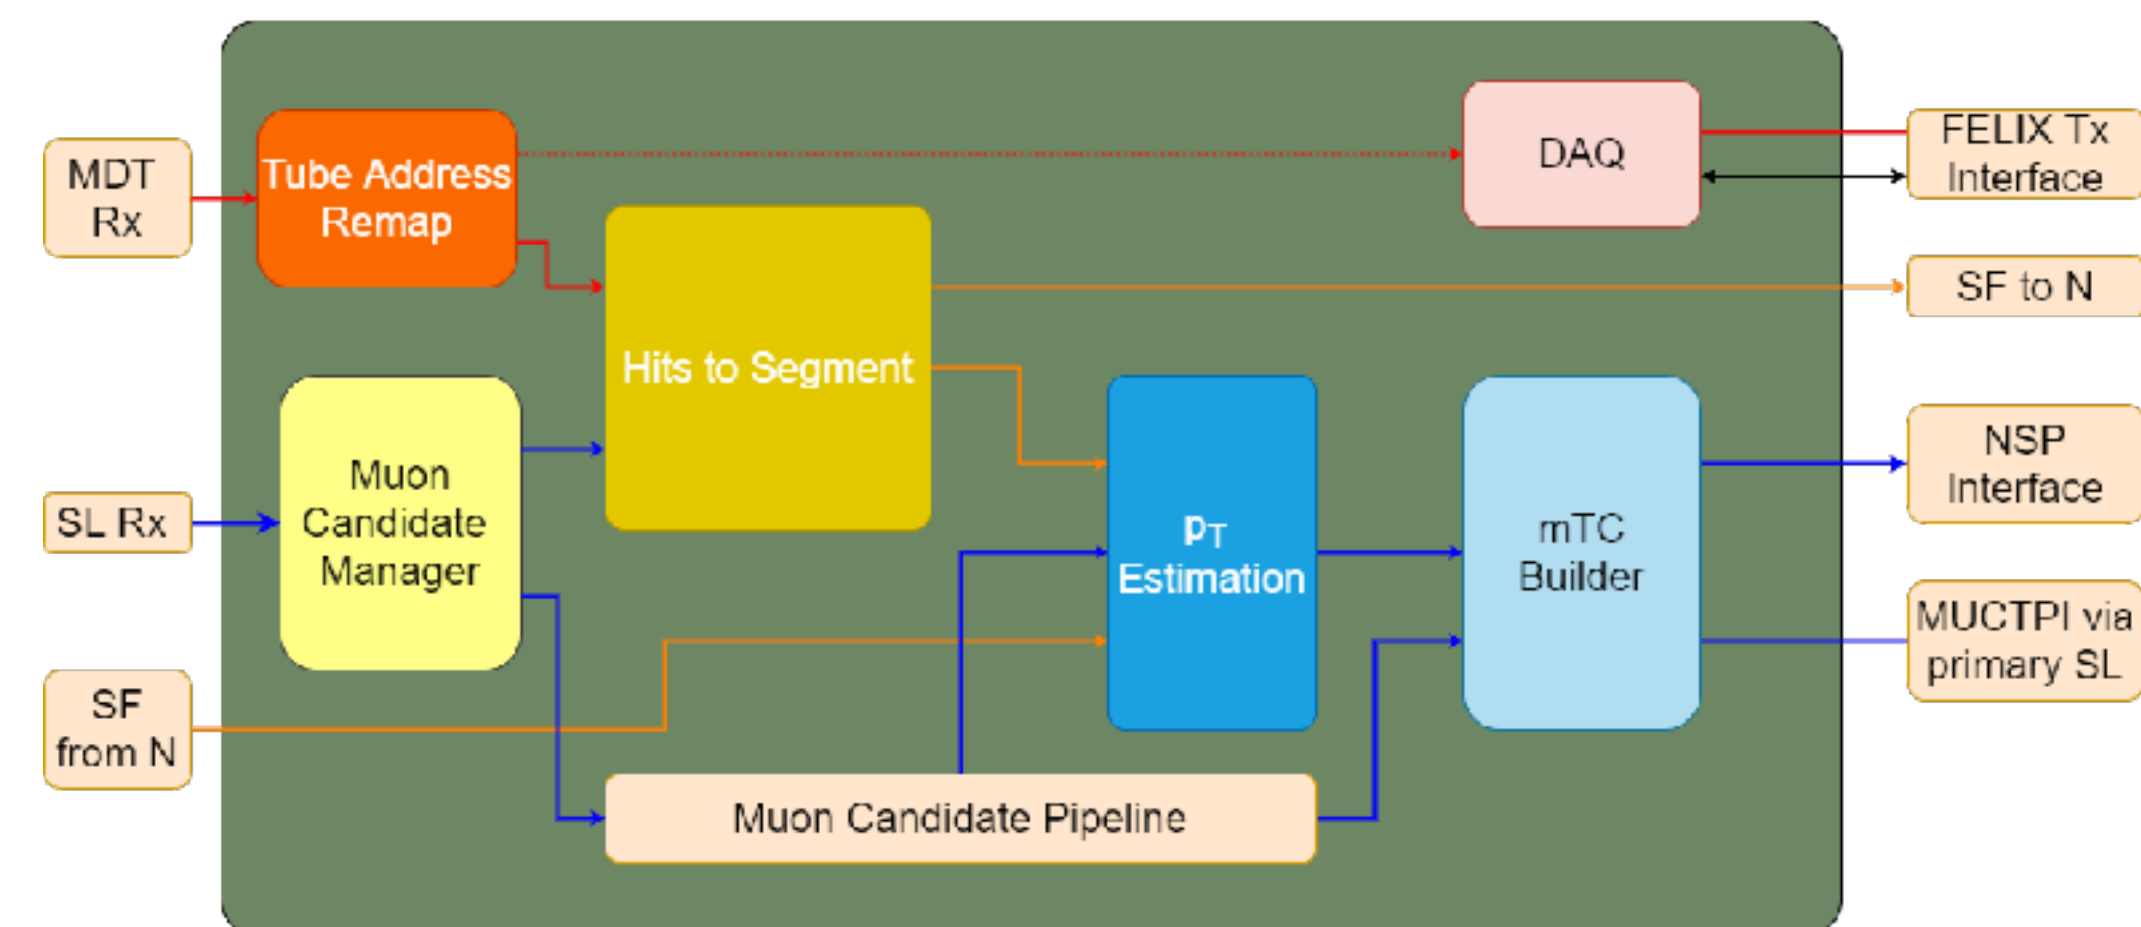 MDT
Rx
Tube Address
Remap
DAQ
FELIX Tx
Interface
SF to N
Hits to Segment
SL Rx
Muon
Candidate
Manager
pT
Estimation
mTC
Builder
NSP
Interface
MUCTPI via
primary SL
SF
from N
Muon Candidate Pipeline